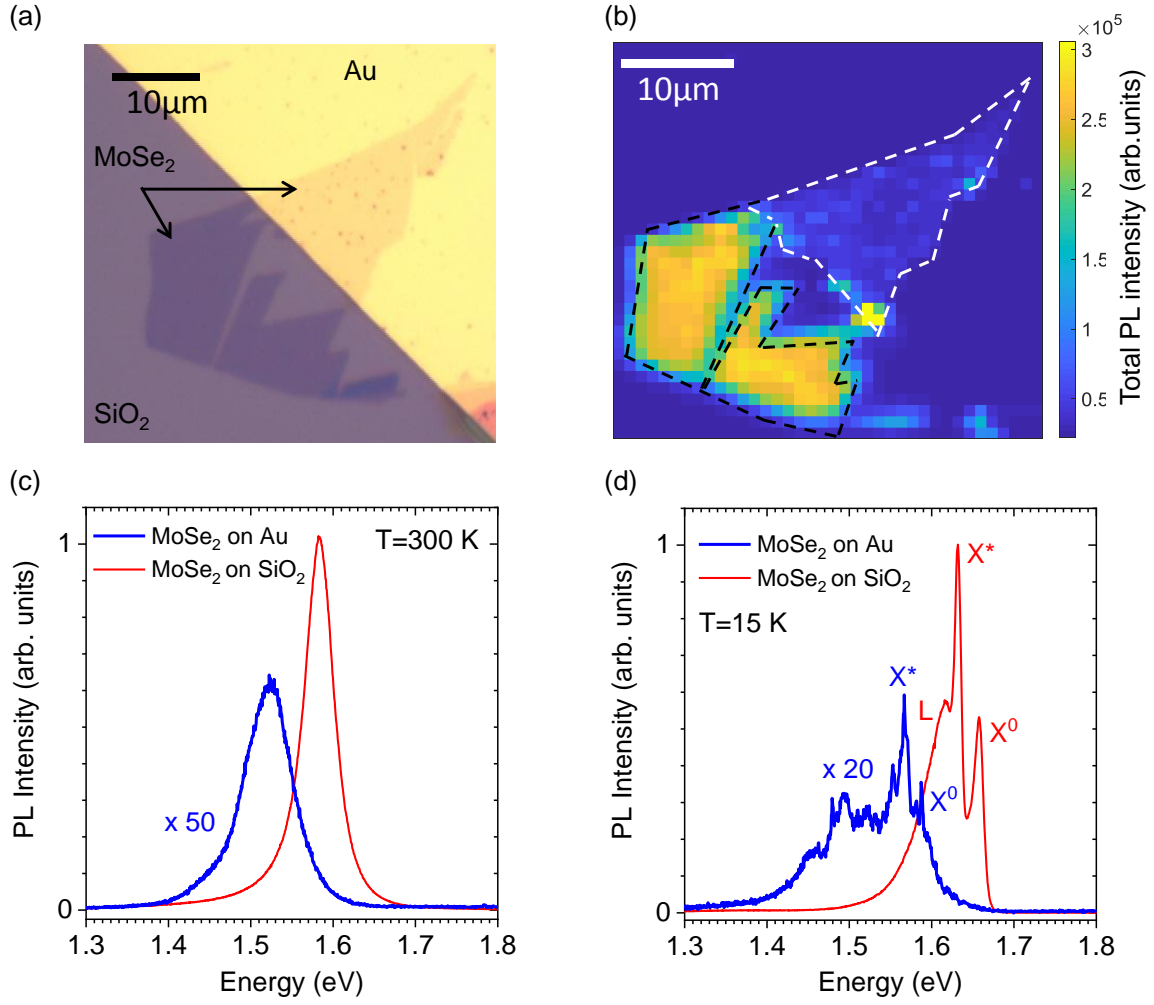 (a)
Au
10µm
MoSe₂
SiO₂
(b)
10µm
×10⁵
3
2.5
2
1.5
1
0.5
Total PL intensity (arb.units)
(c)
MoSe₂ on Au
MoSe₂ on SiO₂
T=300 K
x 50
1
0
PL Intensity (arb. units)
1.3 1.4 1.5 1.6 1.7 1.8
Energy (eV)
(d)
MoSe₂ on Au
MoSe₂ on SiO₂
T=15 K
X*
X*
L
X⁰
x 20
X⁰
1
0
PL Intensity (arb. units)
1.3 1.4 1.5 1.6 1.7 1.8
Energy (eV)